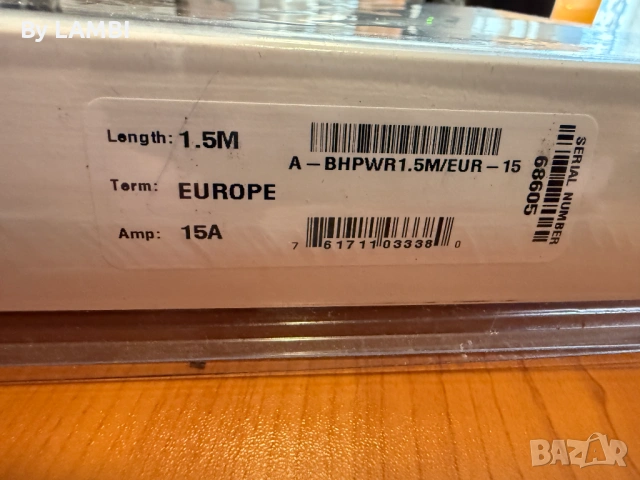 By LAMBI
Length: 1.5M
A-BHPWR1.5M/EUR-15
Term: EUROPE
Amp: 15A
7 61711 03338 0
SERIAL NUMBER
68605
BAZAR